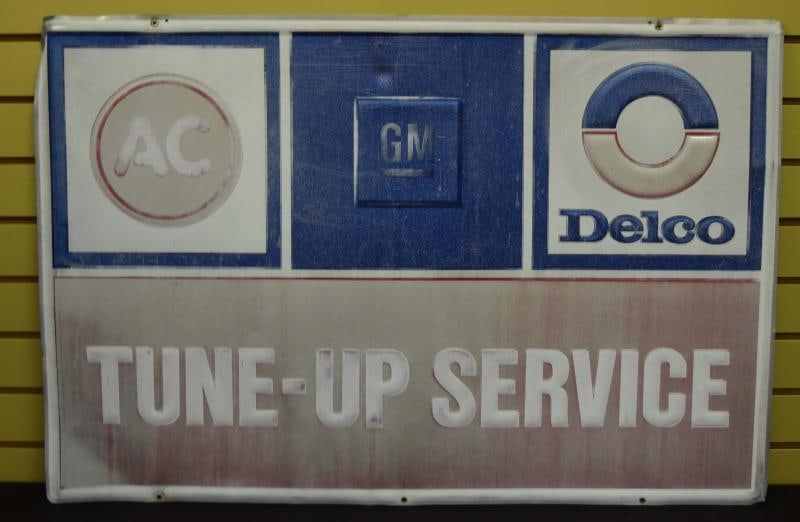 AC
GM
Delco
TUNE-UP SERVICE